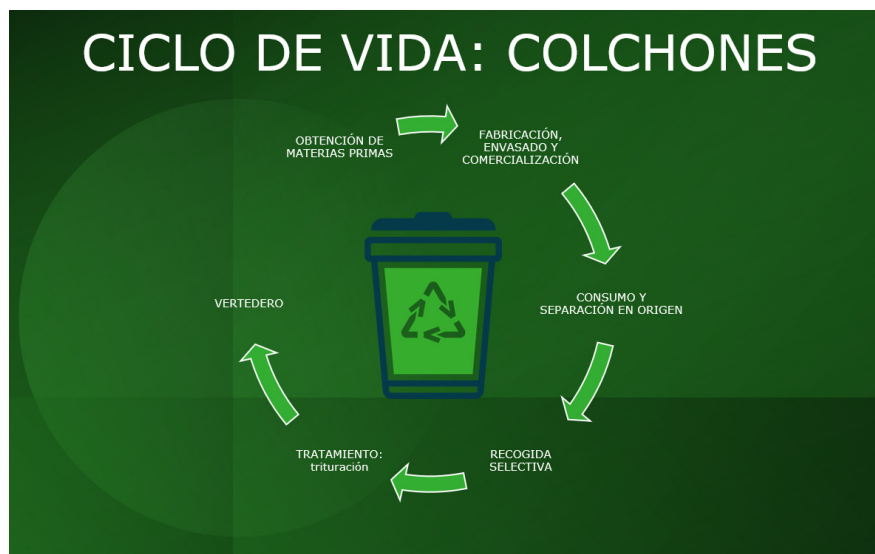 CICLO DE VIDA: COLCHONES
OBTENCIÓN DE
MATERIAS PRIMAS
FABRICACIÓN,
ENVASADO Y
COMERCIALIZACIÓN
CONSUMO Y
SEPARACIÓN EN ORIGEN
RECOGIDA
SELECTIVA
TRATAMIENTO:
trituración
VERTEDERO